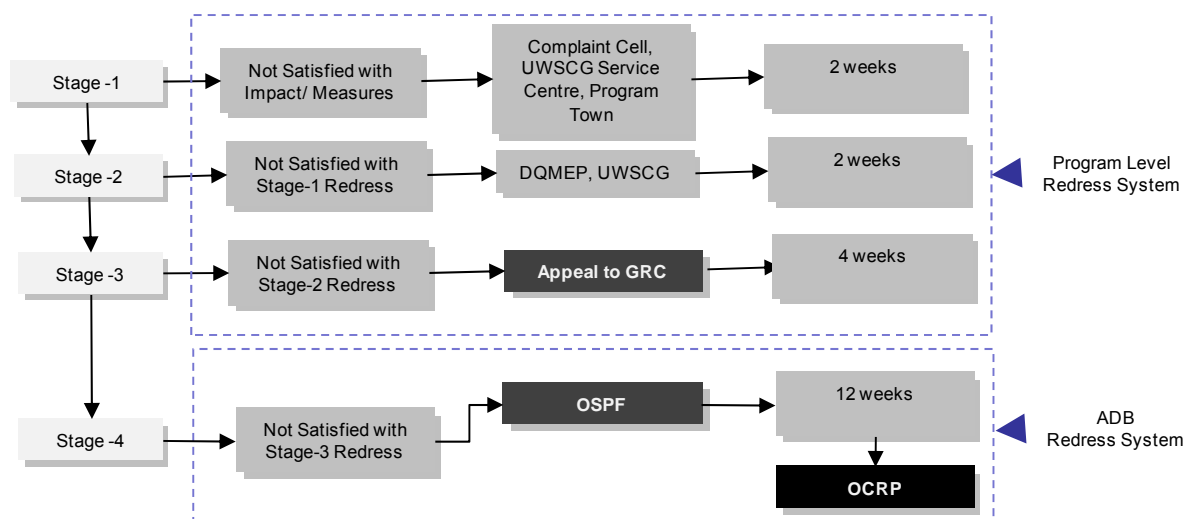 Stage -1
Not Satisfied with
Impact/ Measures
Complaint Cell,
UWSCG Service
Centre, Program
Town
2 weeks
Stage -2
Not Satisfied with
Stage-1 Redress
DQMEP, UWSCG
2 weeks
Program Level
Redress System
Stage -3
Not Satisfied with
Stage-2 Redress
Appeal to GRC
4 weeks
Stage -4
Not Satisfied with
Stage-3 Redress
OSPF
12 weeks
OCRP
ADB
Redress System